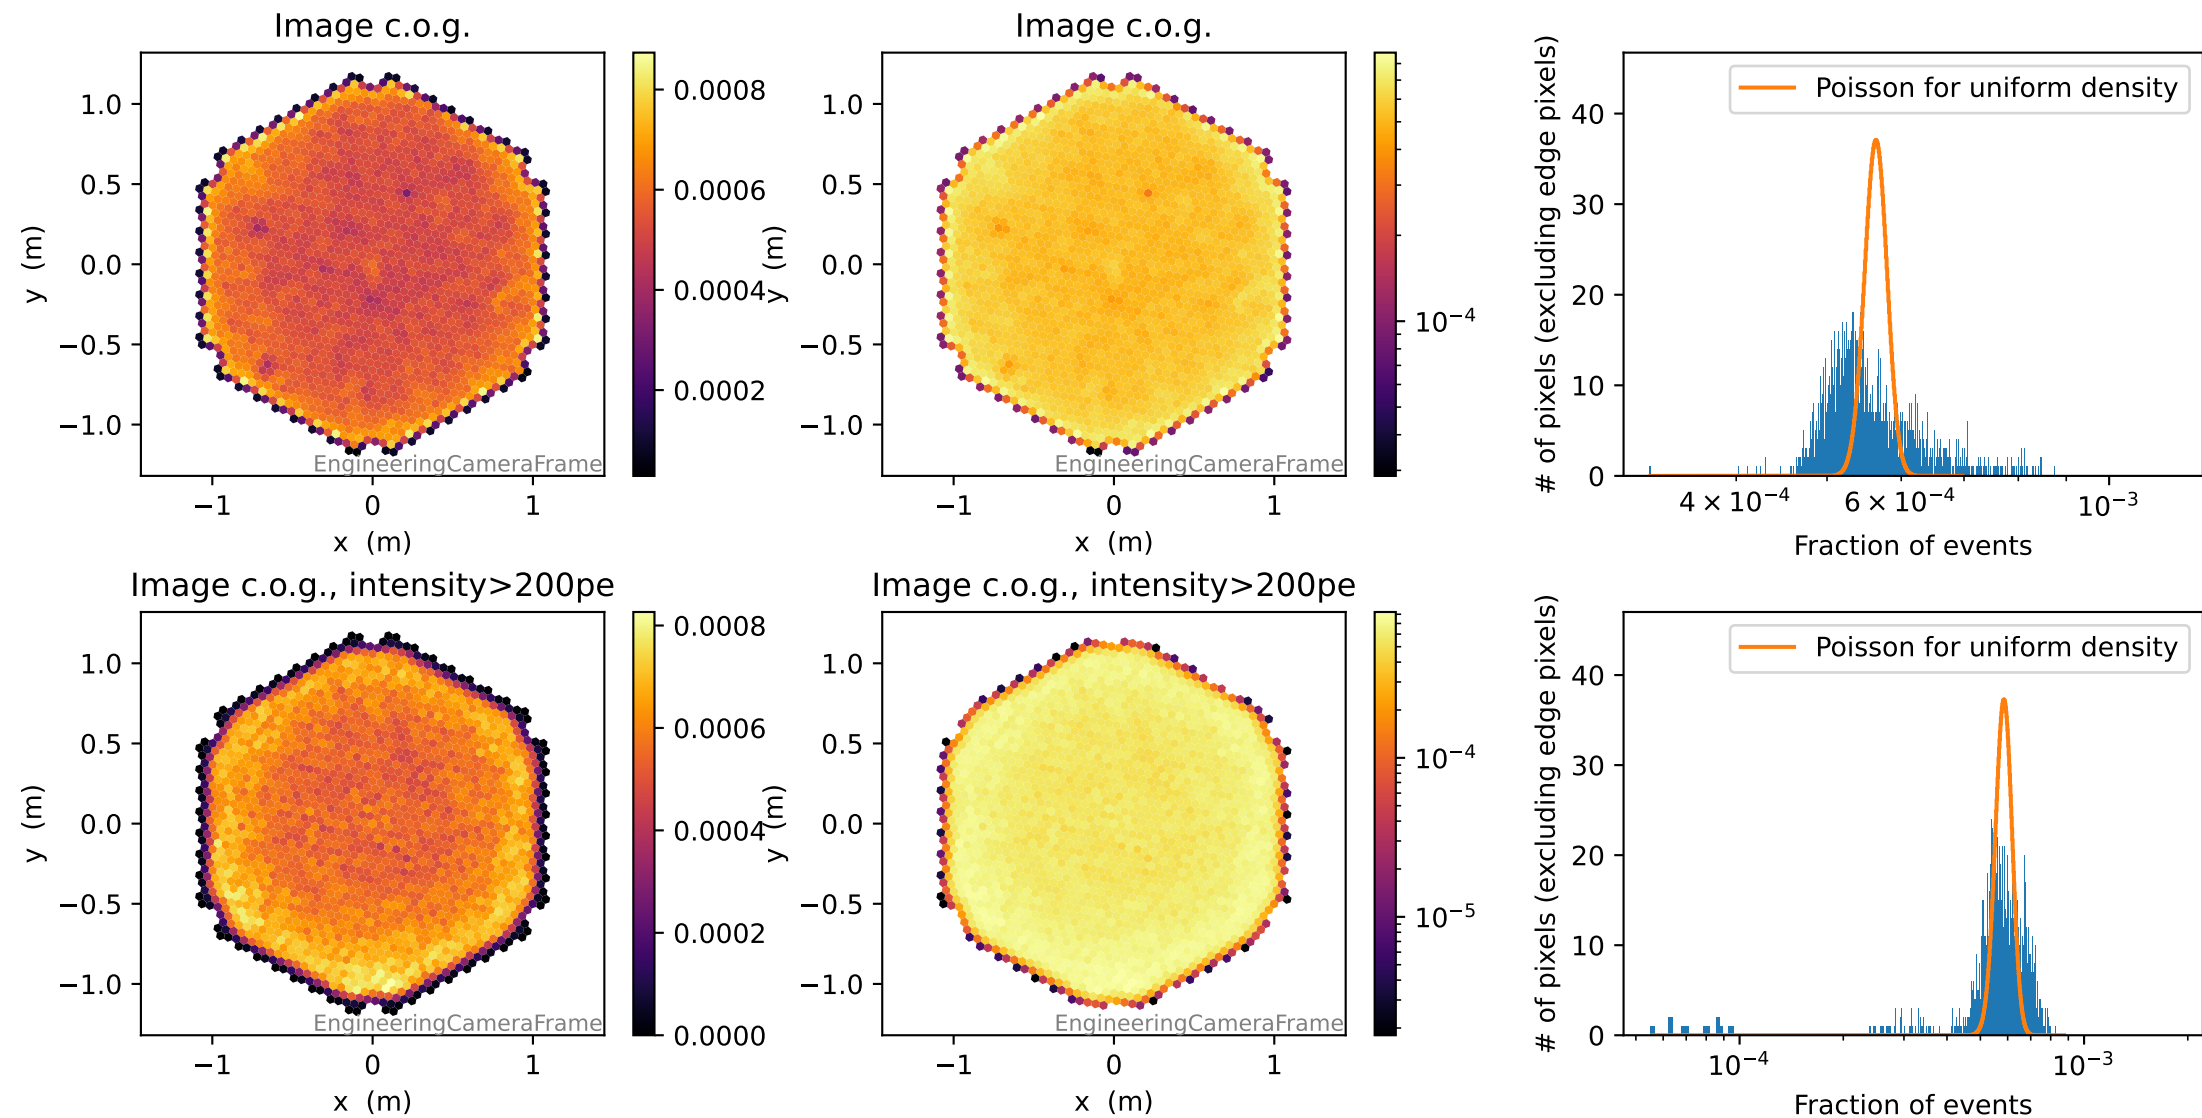 Image c.o.g.
1.0
0.5
0.0
−0.5
−1.0
y (m)
−1
0
1
x (m)
EngineeringCameraFrame
0.0008
0.0006
0.0004
0.0002
Image c.o.g.
1.0
0.5
0.0
−0.5
−1.0
y (m)
−1
0
1
x (m)
EngineeringCameraFrame
10⁻⁴
# of pixels (excluding edge pixels)
40
30
20
10
0
Poisson for uniform density
4 × 10⁻⁴
6 × 10⁻⁴
10⁻³
Fraction of events
Image c.o.g., intensity>200pe
1.0
0.5
0.0
−0.5
−1.0
y (m)
−1
0
1
x (m)
EngineeringCameraFrame
0.0008
0.0006
0.0004
0.0002
0.0000
Image c.o.g., intensity>200pe
1.0
0.5
0.0
−0.5
−1.0
y (m)
−1
0
1
x (m)
EngineeringCameraFrame
10⁻⁴
10⁻⁵
# of pixels (excluding edge pixels)
40
30
20
10
0
Poisson for uniform density
10⁻⁴
10⁻³
Fraction of events